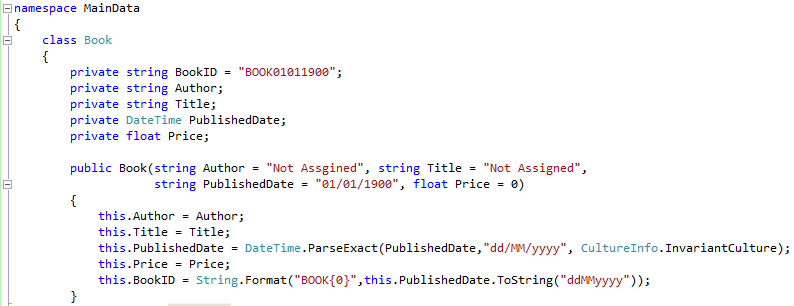 namespace MainData
{
class Book
{
private string BookID = "BOOK01011900";
private string Author;
private string Title;
private DateTime PublishedDate;
private float Price;
public Book(string Author = "Not Assgined", string Title = "Not Assigned",
string PublishedDate = "01/01/1900", float Price = 0)
{
this.Author = Author;
this.Title = Title;
this.PublishedDate = DateTime.ParseExact(PublishedDate,"dd/MM/yyyy", CultureInfo.InvariantCulture);
this.Price = Price;
this.BookID = String.Format("BOOK{0}",this.PublishedDate.ToString("ddMMyyyy"));
}